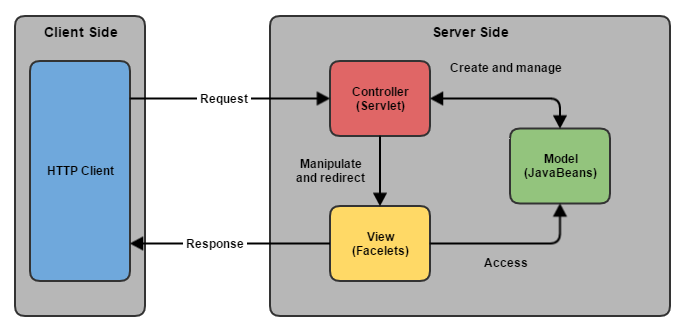 Client Side
Server Side
HTTP Client
Request
Controller
(Servlet)
Create and manage
Manipulate
and redirect
Model
(JavaBeans)
Response
View
(Facelets)
Access